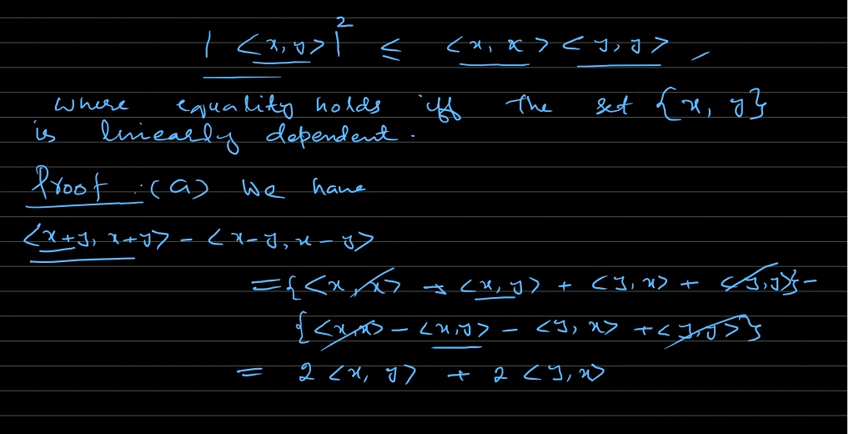 |<x,y>|² ≤ <x,x><y,y>,
where equality holds iff the set {x, y}
is linearly dependent.
Proof:(a) We have
<x+y, x+y> - <x-y, x-y>
={<x,x> + <x,y> + <y,x> + <y,y>} -
{<x,x> - <x,y> - <y,x> + <y,y>}
= 2<x,y> + 2<y,x>